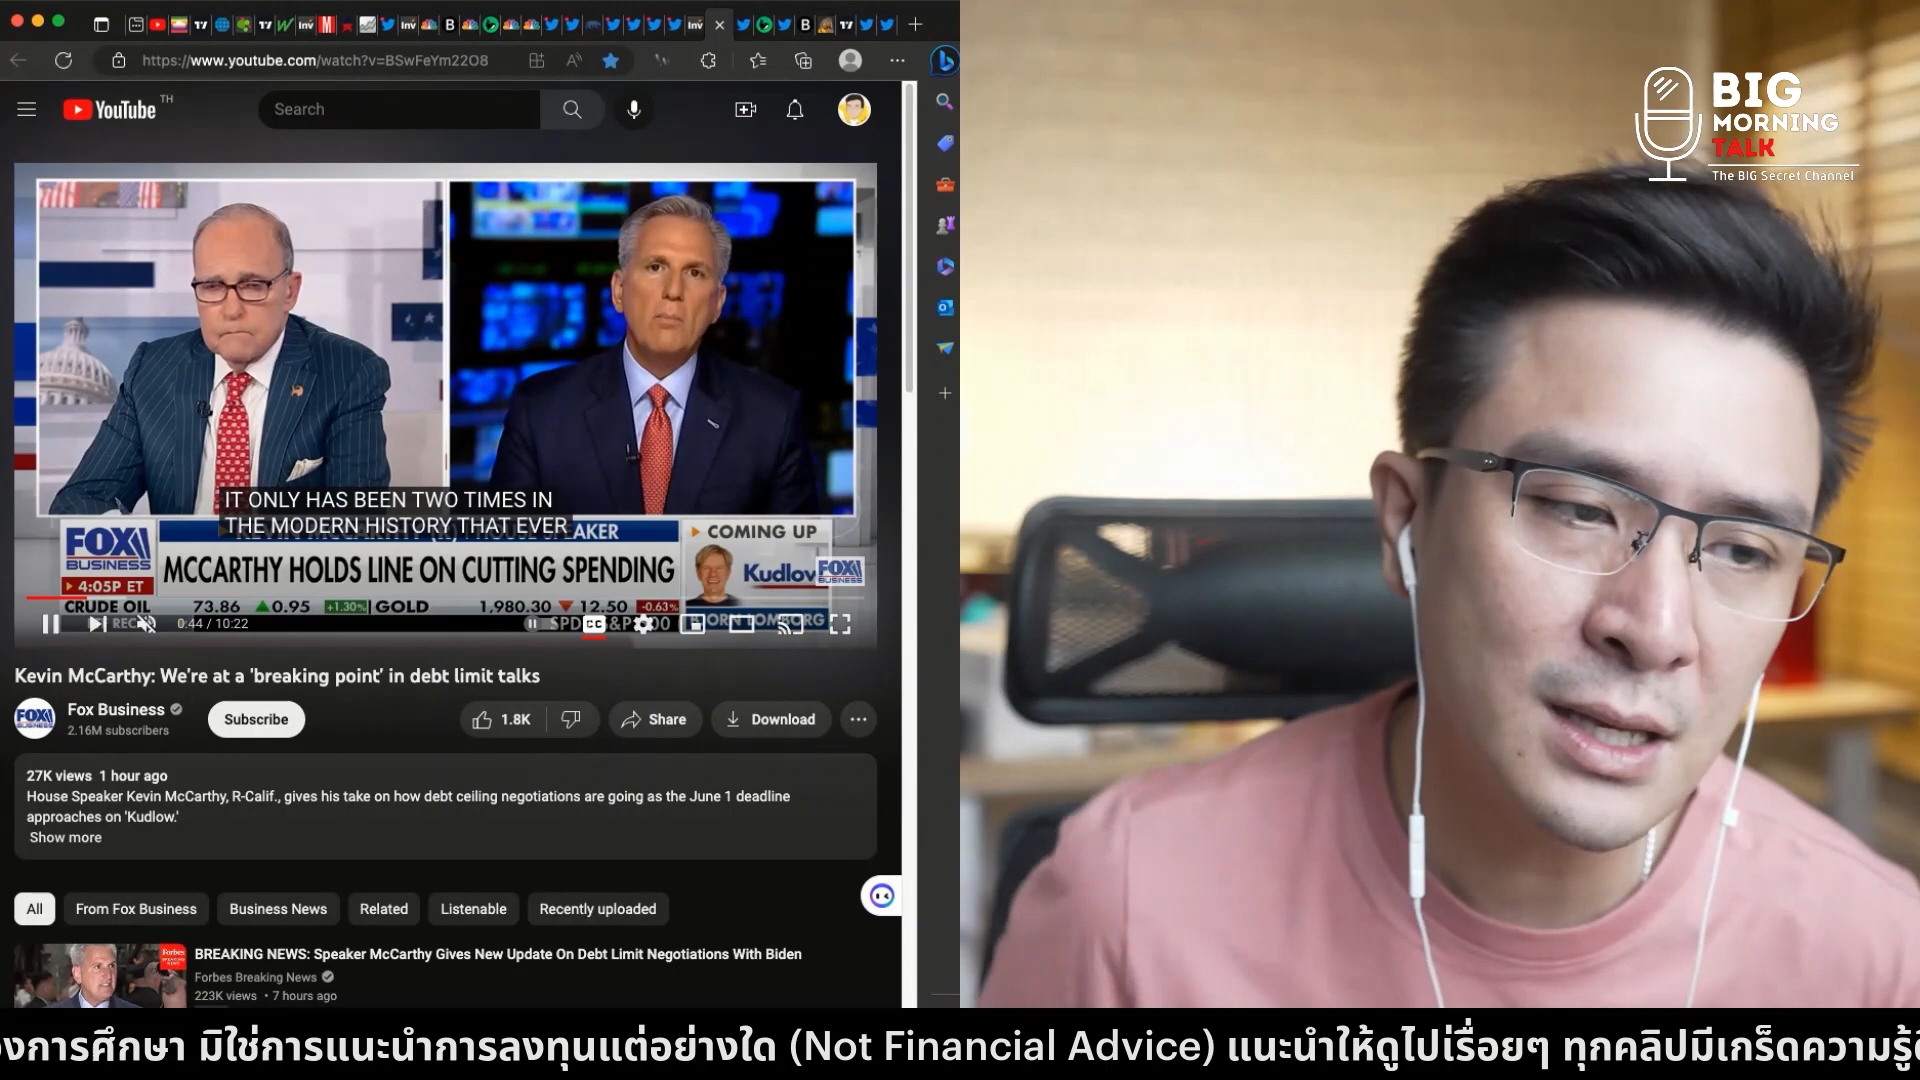 https://www.youtube.com/watch?v=BSwFeYm22O8
YouTube TH
Search
IT ONLY HAS BEEN TWO TIMES IN
THE MODERN HISTORY THAT EVER
FOX BUSINESS
MCCARTHY HOLDS LINE ON CUTTING SPENDING
COMING UP
Kudlow
FOX BUSINESS
4:05P ET
CRUDE OIL 73.86 0.95 +1.30% GOLD 1,980.30 12.50 -0.63%
0:44 / 10:22
Kevin McCarthy: We're at a 'breaking point' in debt limit talks
FOX BUSINESS
Fox Business
2.16M subscribers
Subscribe
1.8K
Share
Download
27K views 1 hour ago
House Speaker Kevin McCarthy, R-Calif., gives his take on how debt ceiling negotiations are going as the June 1 deadline
approaches on 'Kudlow.'
Show more
All
From Fox Business
Business News
Related
Listenable
Recently uploaded
BREAKING NEWS: Speaker McCarthy Gives New Update On Debt Limit Negotiations With Biden
Forbes Breaking News
223K views • 7 hours ago
BIG
MORNING
TALK
The BIG Secret Channel
งการศึกษา มิใช่การแนะนำการลงทุนแต่อย่างใด (Not Financial Advice) แนะนำให้ดูไปเรื่อยๆ ทุกคลิปมีเกร็ดความรู้